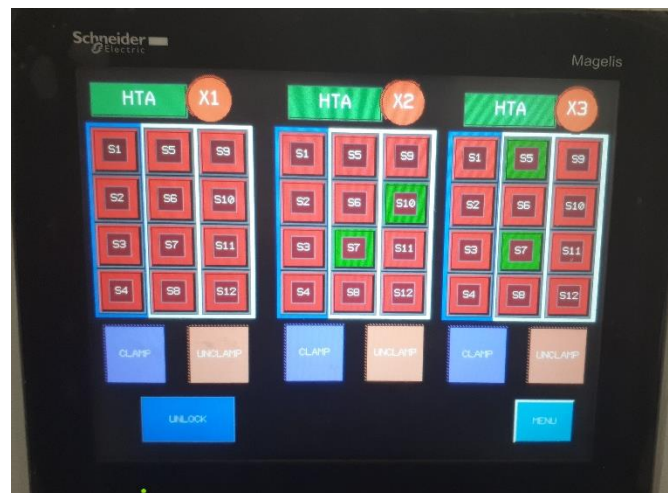 Schneider
Electric
Magelis
HTA X1 HTA X2 HTA X3
S1 S5 S9 S1 S5 S9 S1 S5 S9
S2 S6 S10 S2 S6 S10 S2 S6 S10
S3 S7 S11 S3 S7 S11 S3 S7 S11
S4 S8 S12 S4 S8 S12 S4 S8 S12
CLAMP UNCLAMP CLAMP UNCLAMP CLAMP UNCLAMP
UNLOCK MENU